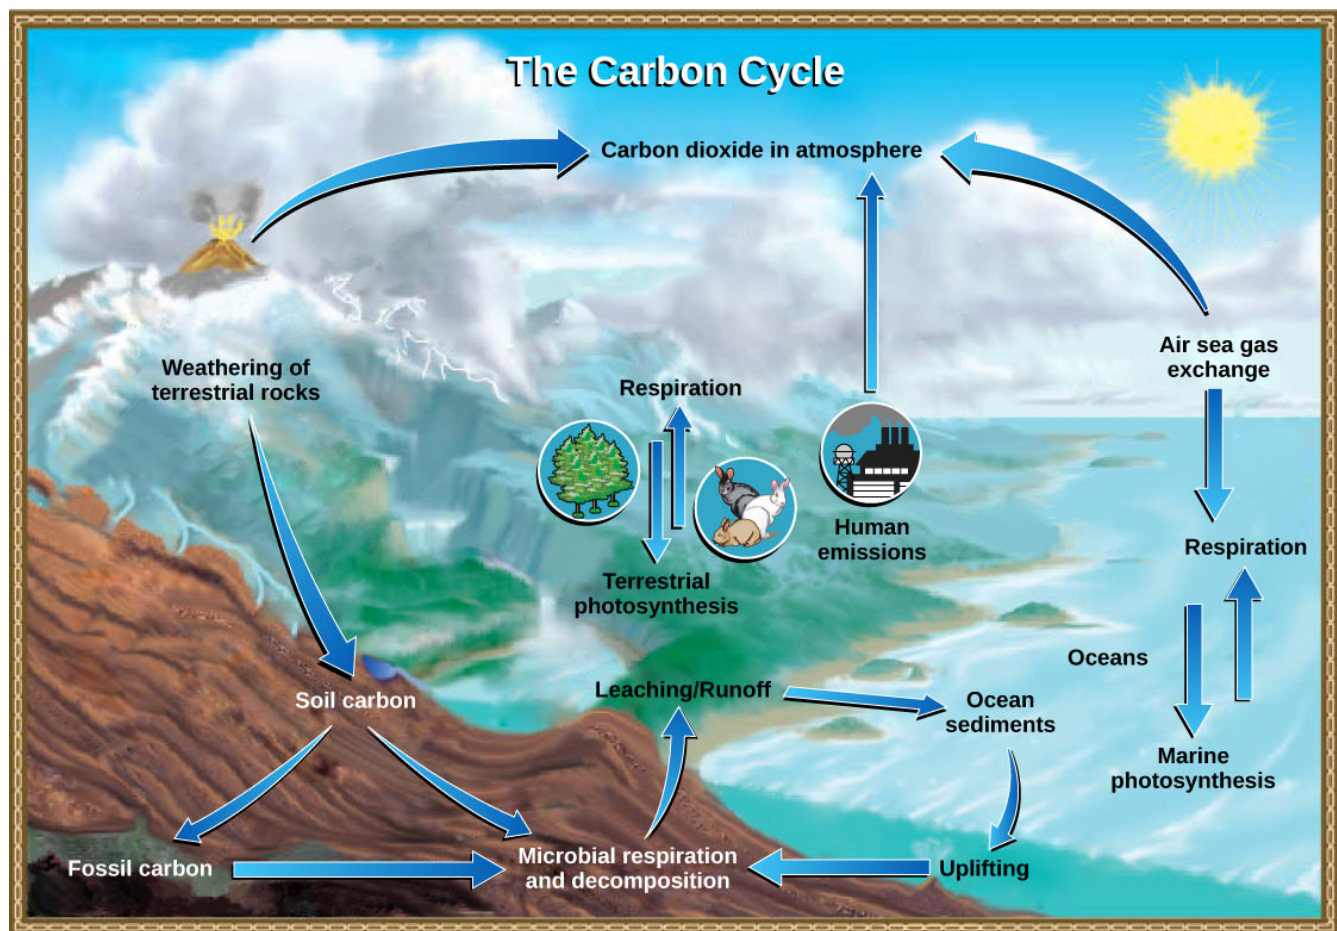 The Carbon Cycle
Carbon dioxide in atmosphere
Air sea gas
exchange
Weathering of
terrestrial rocks
Respiration
Human
emissions
Respiration
Terrestrial
photosynthesis
Oceans
Leaching/Runoff
Soil carbon
Ocean
sediments
Marine
photosynthesis
Fossil carbon
Microbial respiration
and decomposition
Uplifting